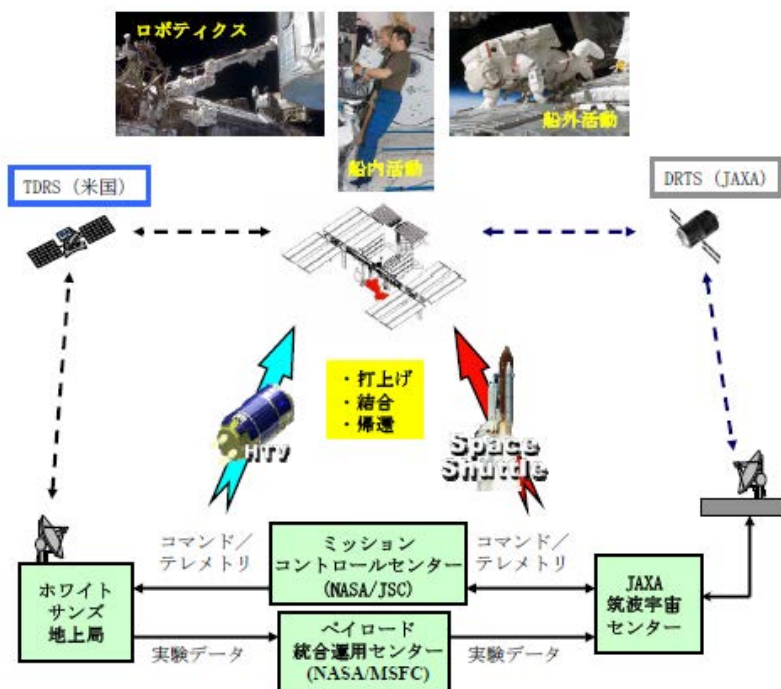 ロボティクス
船内活動
船外活動
TDRS（米国）
DRTS（JAXA）
・打上げ
・結合
・帰還
HTV
Space
Shuttle
コマンド／
テレメトリ
ミッション
コントロールセンター
(NASA/JSC)
コマンド／
テレメトリ
ホワイト
サンズ
地上局
JAXA
筑波宇宙
センター
実験データ
ペイロード
統合運用センター
(NASA/MSFC)
実験データ